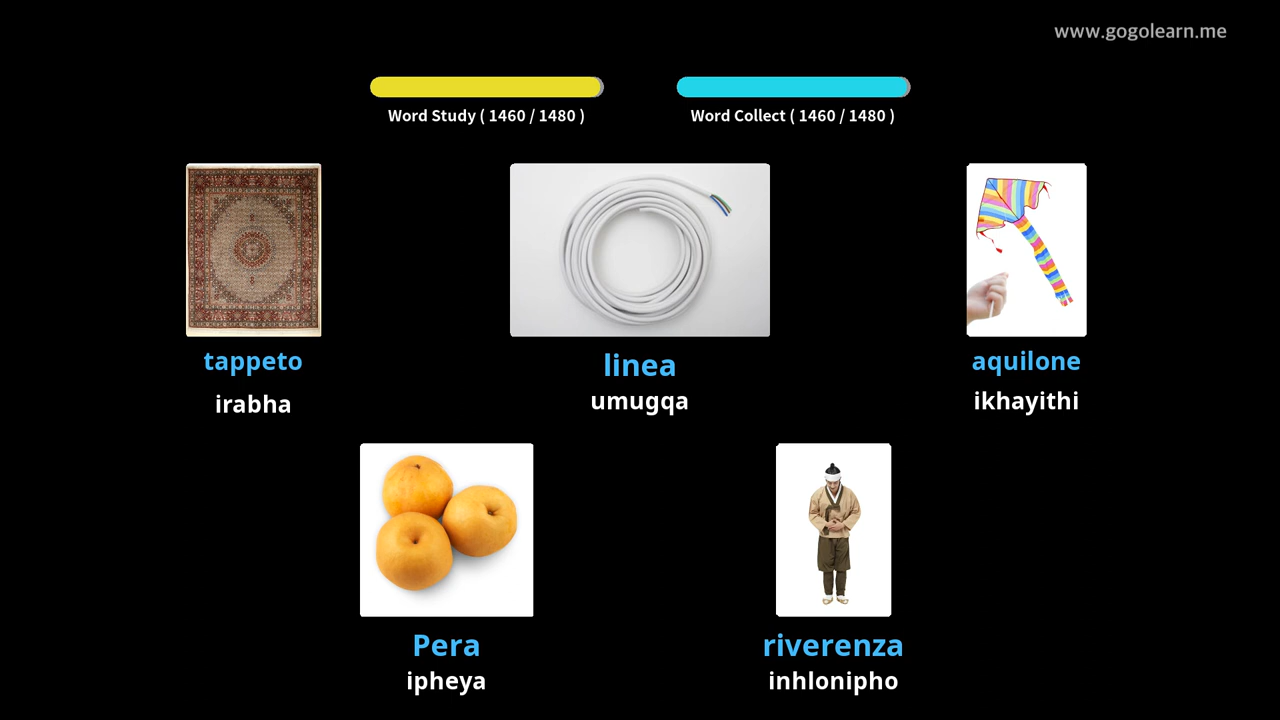 www.gogolearn.me
Word Study ( 1460 / 1480 )
Word Collect ( 1460 / 1480 )
tappeto
irabha
linea
umugqa
aquilone
ikhayithi
Pera
ipheya
riverenza
inhlonipho